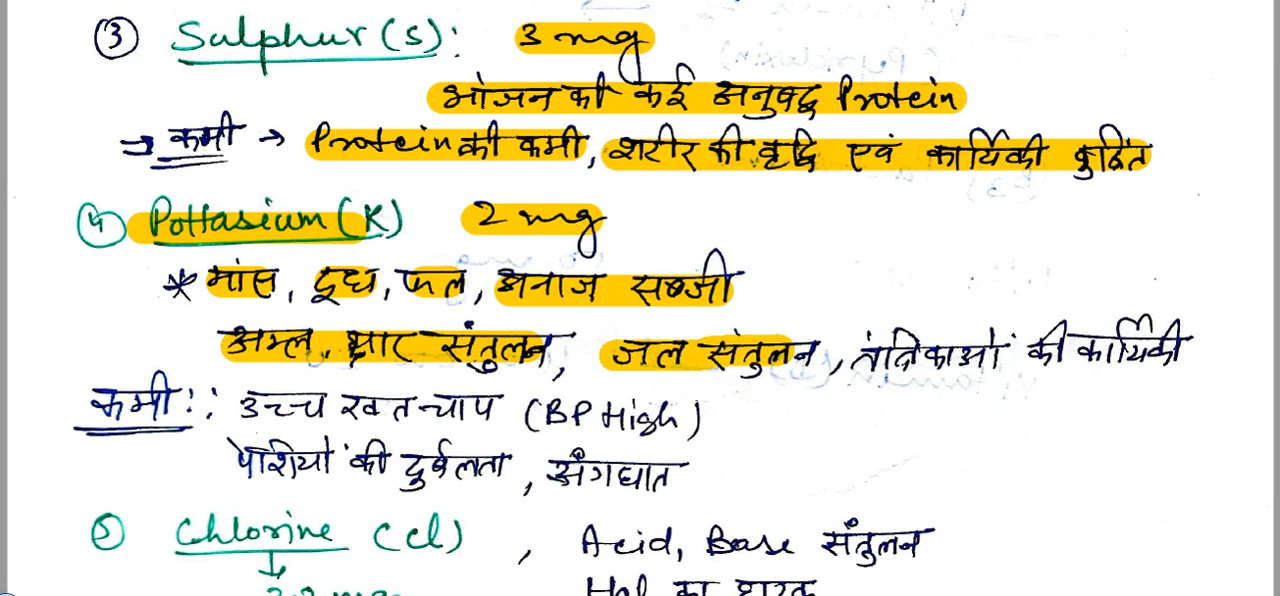 ③ Sulphur (S): 3 mg
भोजन की कई अनुबद्ध Protein
→ कमी → Protein की कमी, शरीर की वृद्धि एवं कार्यिकी कुंठित
④ Pottasium (K) 2 mg
* मांस, दूध, फल, अनाज सब्जी
अम्ल, क्षार संतुलन, जल संतुलन, तंत्रिकाओं की कार्यिकी
कमी:: उच्च रक्तचाप (BP High)
पेशियों की दुर्बलता, अंगघात
⑤ Chlorine (Cl), Acid, Base संतुलन
का घटक